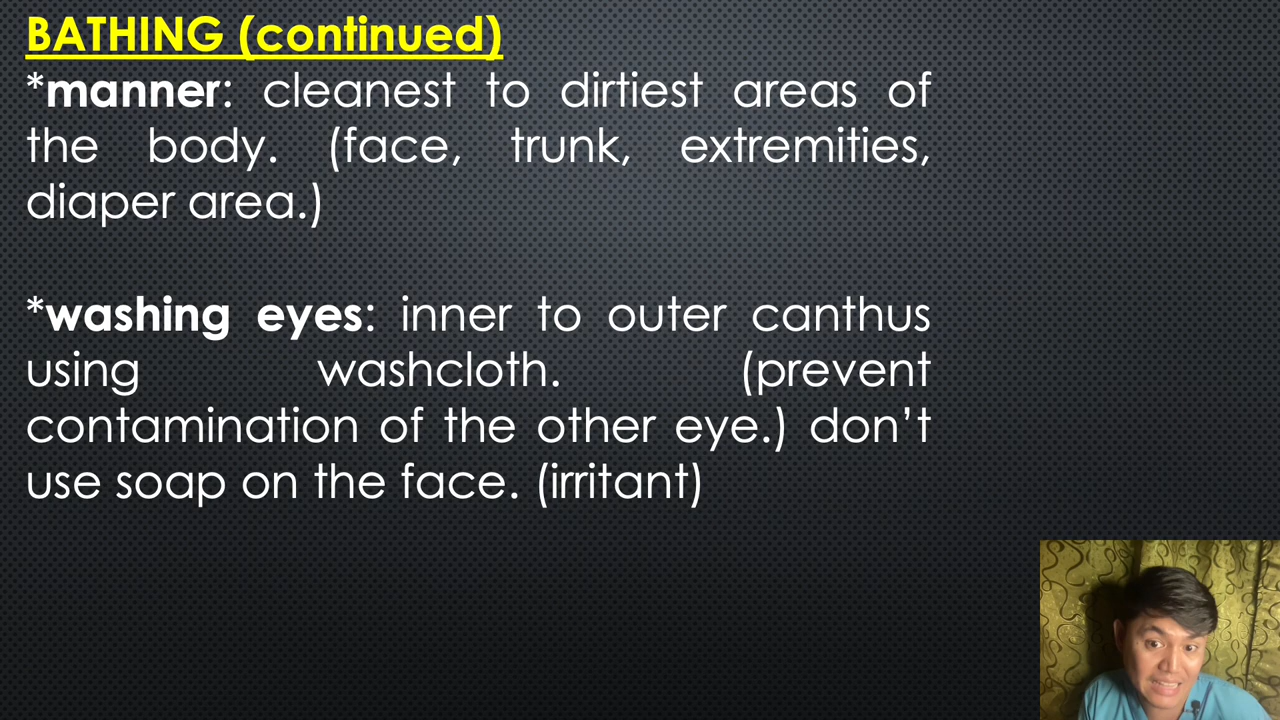 BATHING (continued)
*manner: cleanest to dirtiest areas of
the body. (face, trunk, extremities,
diaper area.)
*washing eyes: inner to outer canthus
using washcloth. (prevent
contamination of the other eye.) don’t
use soap on the face. (irritant)